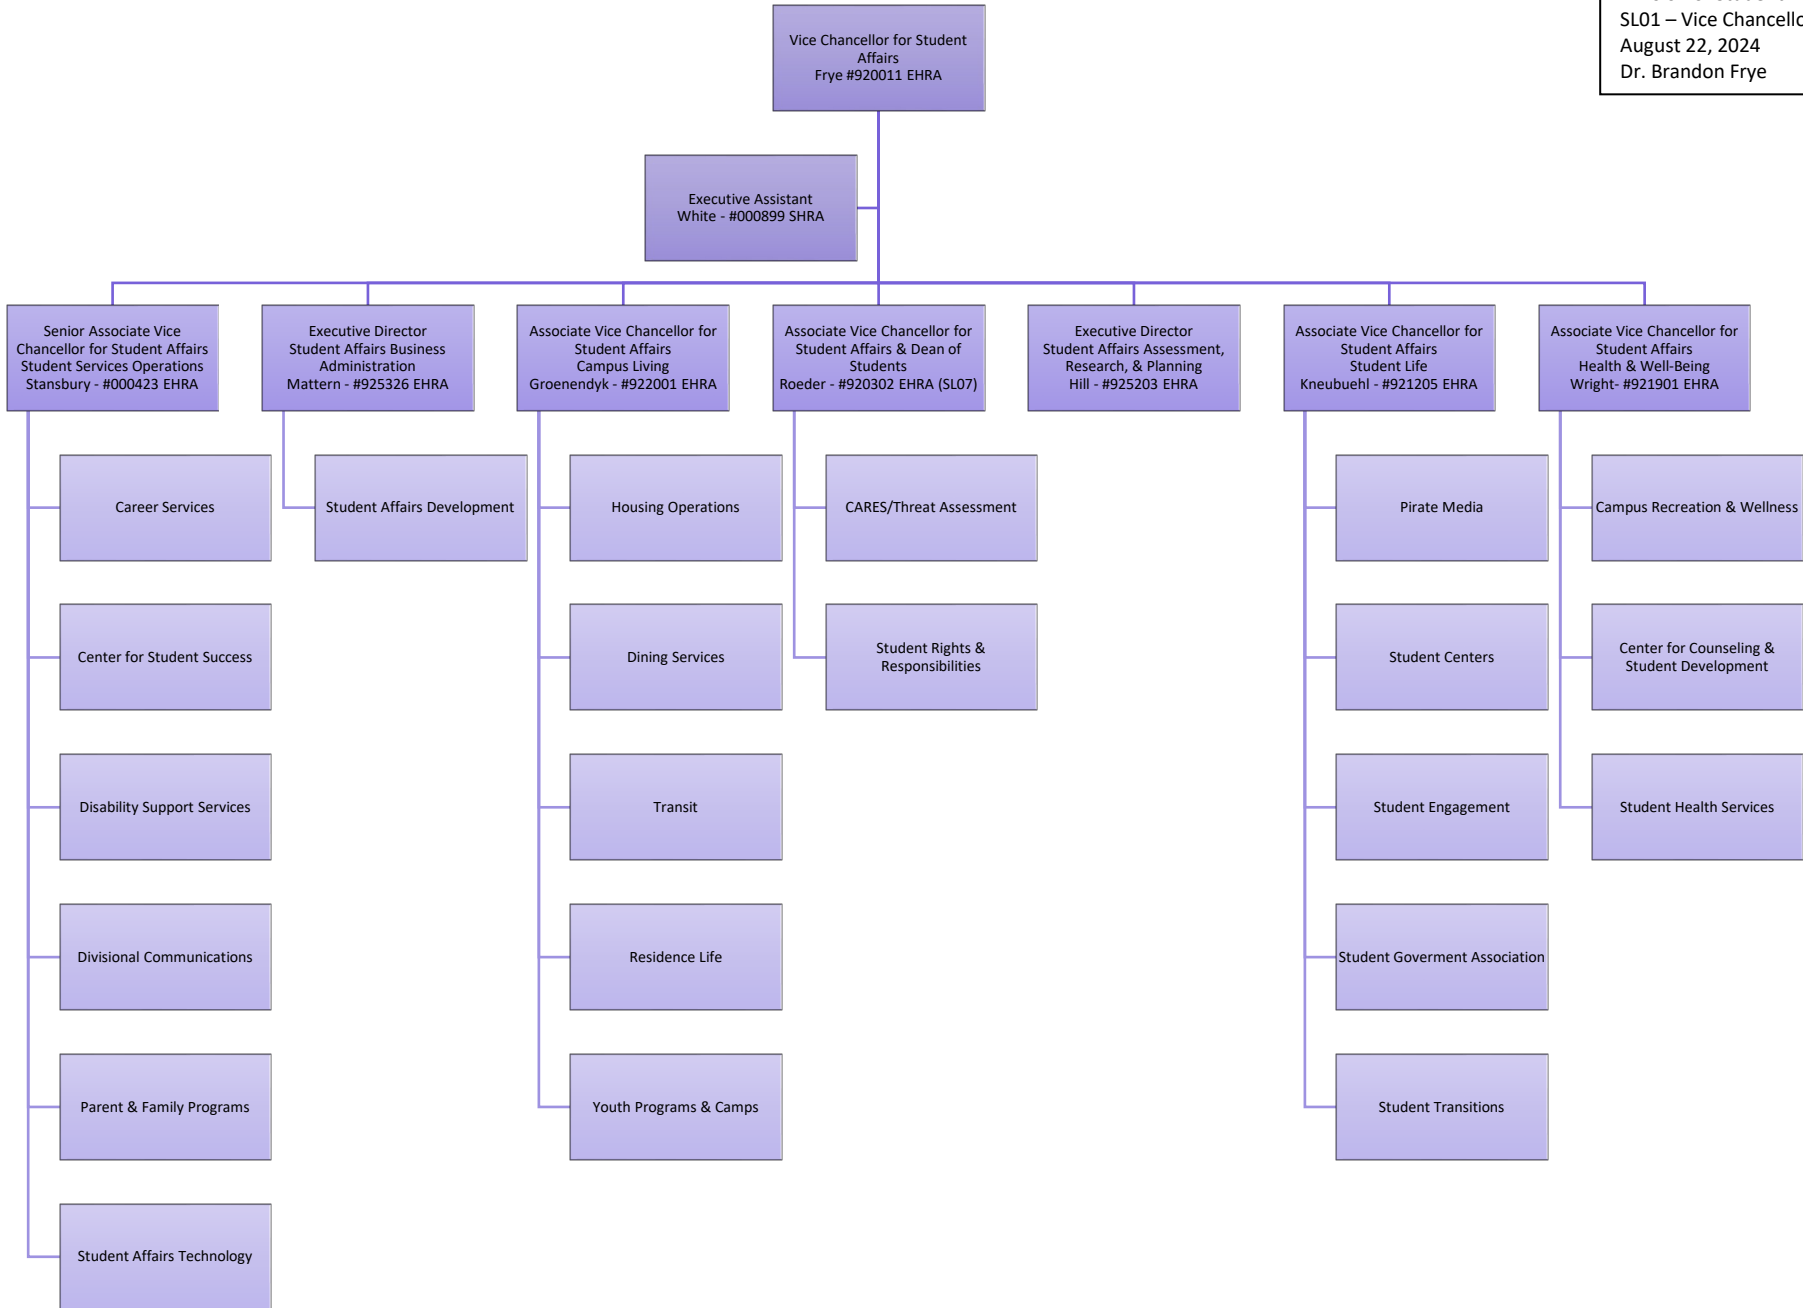 SL01 – Vice Chancello
August 22, 2024
Dr. Brandon Frye
Vice Chancellor for Student
Affairs
Frye #920011 EHRA
Executive Assistant
White - #000899 SHRA
Senior Associate Vice
Chancellor for Student Affairs
Student Services Operations
Stansbury - #000423 EHRA
Executive Director
Student Affairs Business
Administration
Mattern - #925326 EHRA
Associate Vice Chancellor for
Student Affairs
Campus Living
Groenendyk - #922001 EHRA
Associate Vice Chancellor for
Student Affairs & Dean of
Students
Roeder - #920302 EHRA (SL07)
Executive Director
Student Affairs Assessment,
Research, & Planning
Hill - #925203 EHRA
Associate Vice Chancellor for
Student Affairs
Student Life
Kneubuehl - #921205 EHRA
Associate Vice Chancellor for
Student Affairs
Health & Well-Being
Wright- #921901 EHRA
Career Services
Center for Student Success
Disability Support Services
Divisional Communications
Parent & Family Programs
Student Affairs Technology
Student Affairs Development
Housing Operations
Dining Services
Transit
Residence Life
Youth Programs & Camps
CARES/Threat Assessment
Student Rights &
Responsibilities
Pirate Media
Student Centers
Student Engagement
Student Goverment Association
Student Transitions
Campus Recreation & Wellness
Center for Counseling &
Student Development
Student Health Services